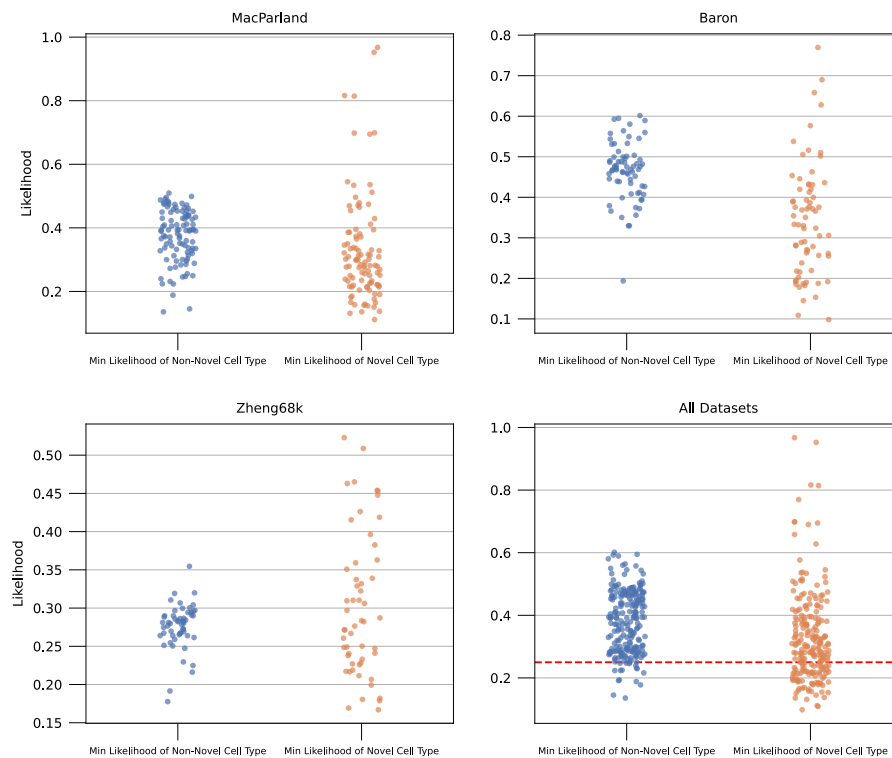 MacParland
Likelihood
1.0
0.8
0.6
0.4
0.2
Min Likelihood of Non-Novel Cell Type
Min Likelihood of Novel Cell Type
Baron
0.8
0.7
0.6
0.5
0.4
0.3
0.2
0.1
Min Likelihood of Non-Novel Cell Type
Min Likelihood of Novel Cell Type
Zheng68k
Likelihood
0.50
0.45
0.40
0.35
0.30
0.25
0.20
0.15
Min Likelihood of Non-Novel Cell Type
Min Likelihood of Novel Cell Type
All Datasets
1.0
0.8
0.6
0.4
0.2
Min Likelihood of Non-Novel Cell Type
Min Likelihood of Novel Cell Type